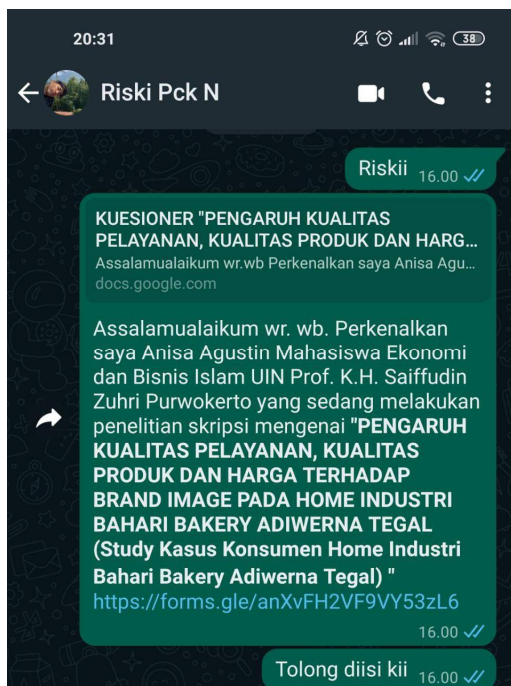 20:31
38
Riski Pck N
Riskii 16.00
KUESIONER "PENGARUH KUALITAS
PELAYANAN, KUALITAS PRODUK DAN HARG...
Assalamualaikum wr.wb Perkenalkan saya Anisa Agu...
docs.google.com
Assalamualaikum wr. wb. Perkenalkan
saya Anisa Agustin Mahasiswa Ekonomi
dan Bisnis Islam UIN Prof. K.H. Saiffudin
Zuhri Purwokerto yang sedang melakukan
penelitian skripsi mengenai "PENGARUH
KUALITAS PELAYANAN, KUALITAS
PRODUK DAN HARGA TERHADAP
BRAND IMAGE PADA HOME INDUSTRI
BAHARI BAKERY ADIWERNA TEGAL
(Study Kasus Konsumen Home Industri
Bahari Bakery Adiwerna Tegal) "
https://forms.gle/anXvFH2VF9VY53zL6
16.00
Tolong diisi kii 16.00